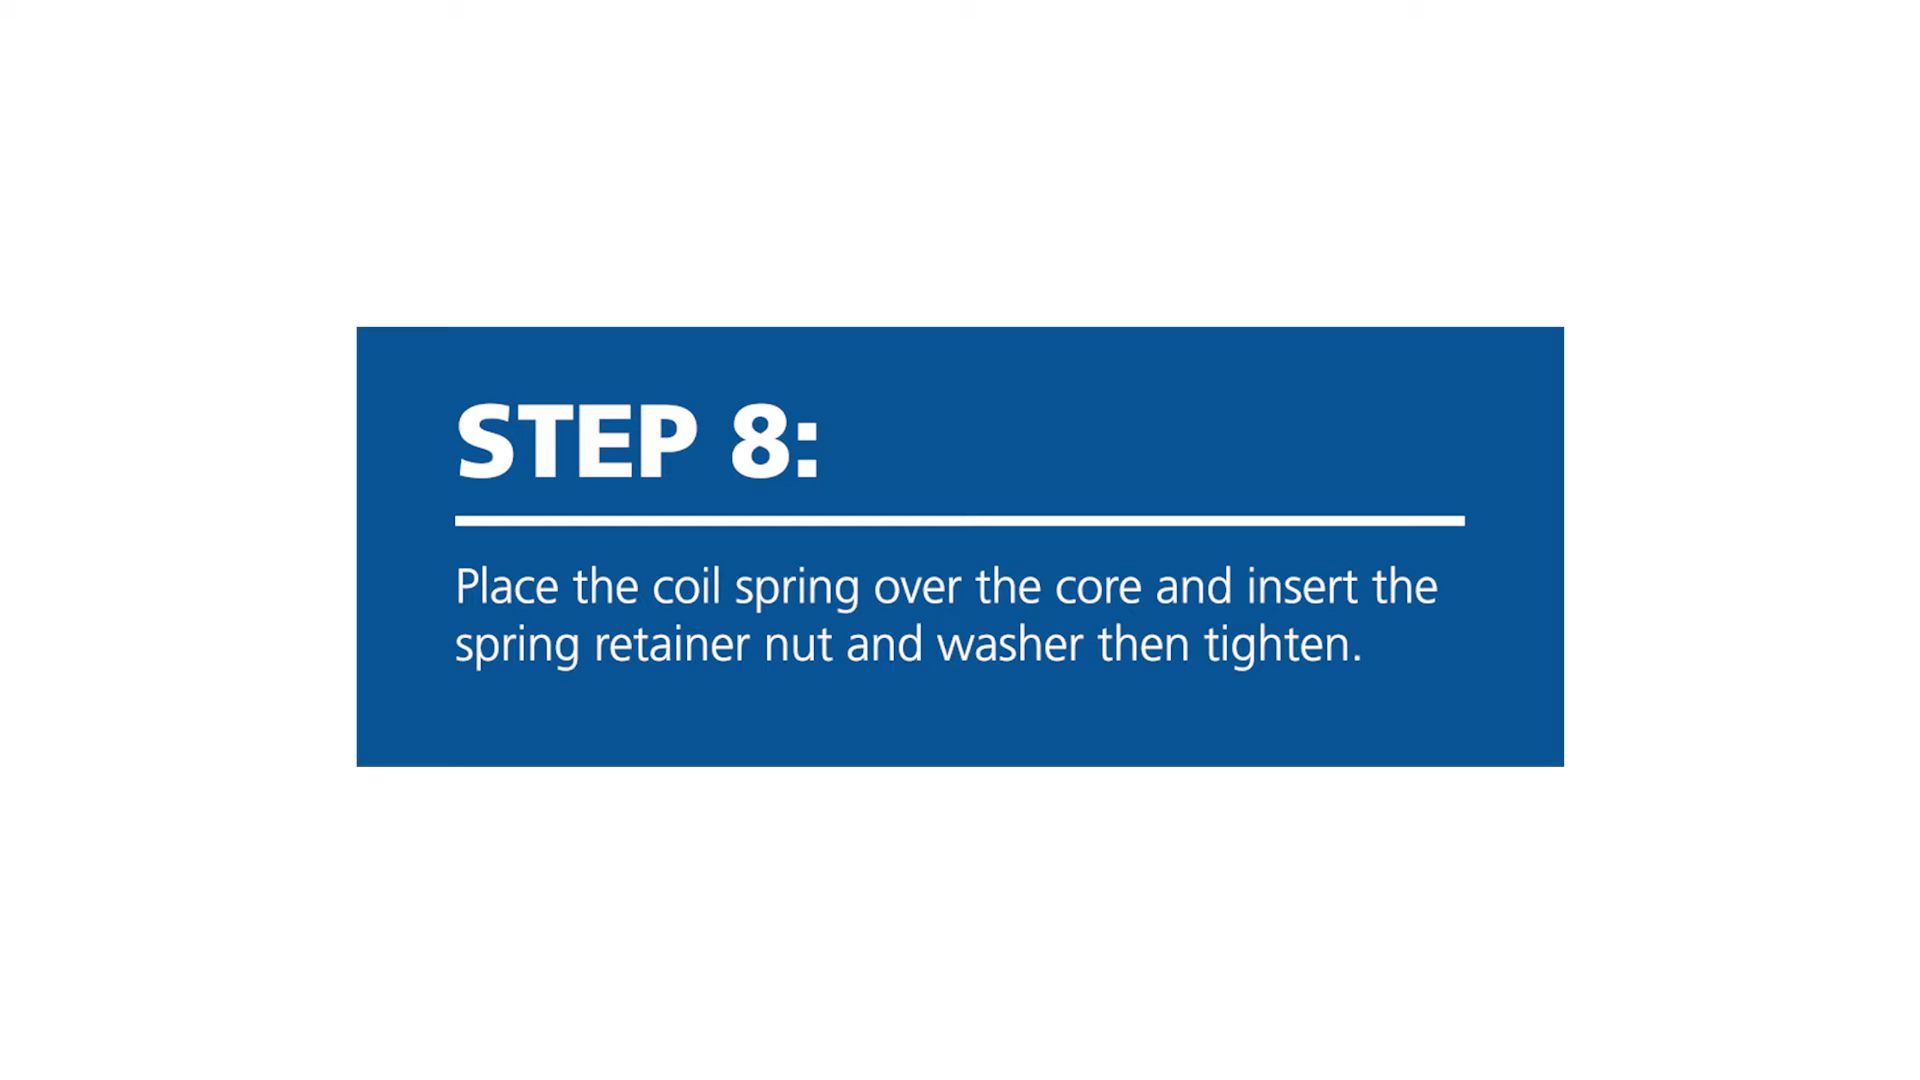 STEP 8:
Place the coil spring over the core and insert the
spring retainer nut and washer then tighten.